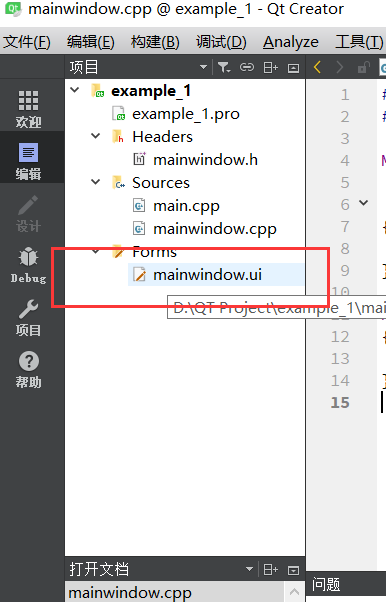 mainwindow.cpp @ example_1 - Qt Creator
文件(F) 编辑(E) 构建(B) 调试(D) Analyze 工具(T)
项目
欢迎
编辑
设计
Debug
项目
帮助
example_1
example_1.pro
Headers
mainwindow.h
Sources
main.cpp
mainwindow.cpp
Forms
mainwindow.ui
D:\QT Project\example_1\mai
打开文档
mainwindow.cpp
1 #
2 #
3
4
5
6
7 {
8
9 }
10
12 {
13
14 }
15
问题